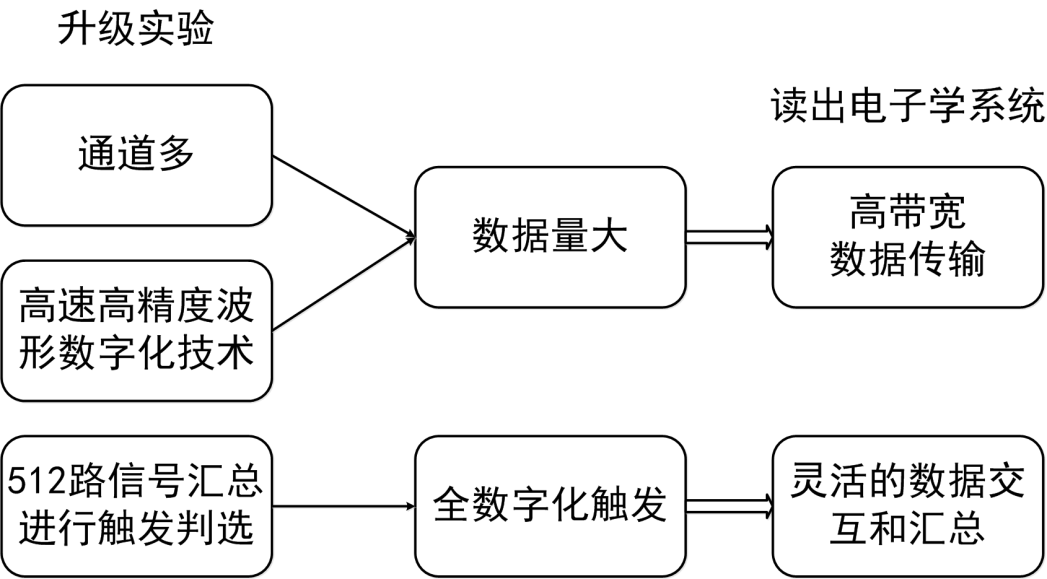 升级实验
读出电子学系统
通道多
数据量大
高带宽
数据传输
高速高精度波
形数字化技术
512路信号汇总
进行触发判选
全数字化触发
灵活的数据交
互和汇总